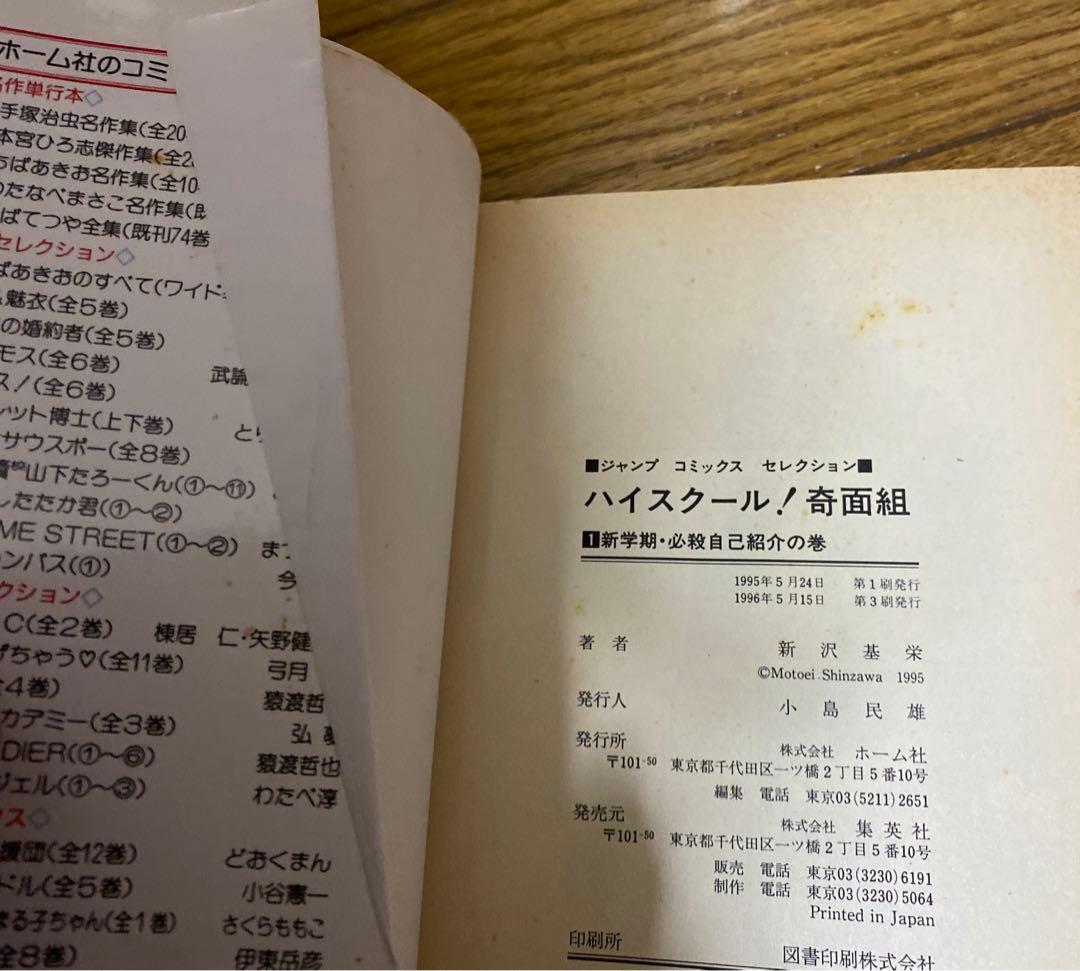 ホーム社のコミ
名作単行本◇
手塚治虫名作集(全20
本宮ひろ志傑作集(全2
ちばあきお名作集(全10
わたなべまさこ名作集(既
ばてつや全集(既刊74巻
セレクション◇
ばあきおのすべて(ワイド
魅衣(全5巻)
の婚約者(全5巻)
モス(全6巻) 武論
ス!(全6巻)
レット博士(上下巻) とり
サウスポー(全8巻)
山下たろーくん(①〜⑪)
したたか君(①〜②)
ME STREET(①〜②) まつ
ンパス(①) 今
クション◇
C(全2巻) 棟居 仁・矢野健
げちゃう♡(全11巻) 弓月
全4巻) 猿渡哲
カデミー(全3巻) 弘
DIER(①〜⑥) 猿渡哲也
ジェル(①〜③) わたべ淳
ス◇
援団(全12巻) どおくまん
ドル(全5巻) 小谷憲一
まる子ちゃん(全1巻) さくらももこ
全8巻) 伊東岳彦
■ジャンプ コミックス セレクション■
ハイスクール!奇面組
1新学期・必殺自己紹介の巻
1995年5月24日 第1刷発行
1996年5月15日 第3刷発行
著者 新沢基栄
©Motoei Shinzawa 1995
発行人 小島民雄
発行所 株式会社 ホーム社
〒101-50 東京都千代田区一ツ橋2丁目5番10号
編集 電話 東京03(5211)2651
発売元 株式会社 集英社
〒101-50 東京都千代田区一ツ橋2丁目5番10号
販売 電話 東京03(3230)6191
制作 電話 東京03(3230)5064
Printed in Japan
印刷所 図書印刷株式会社